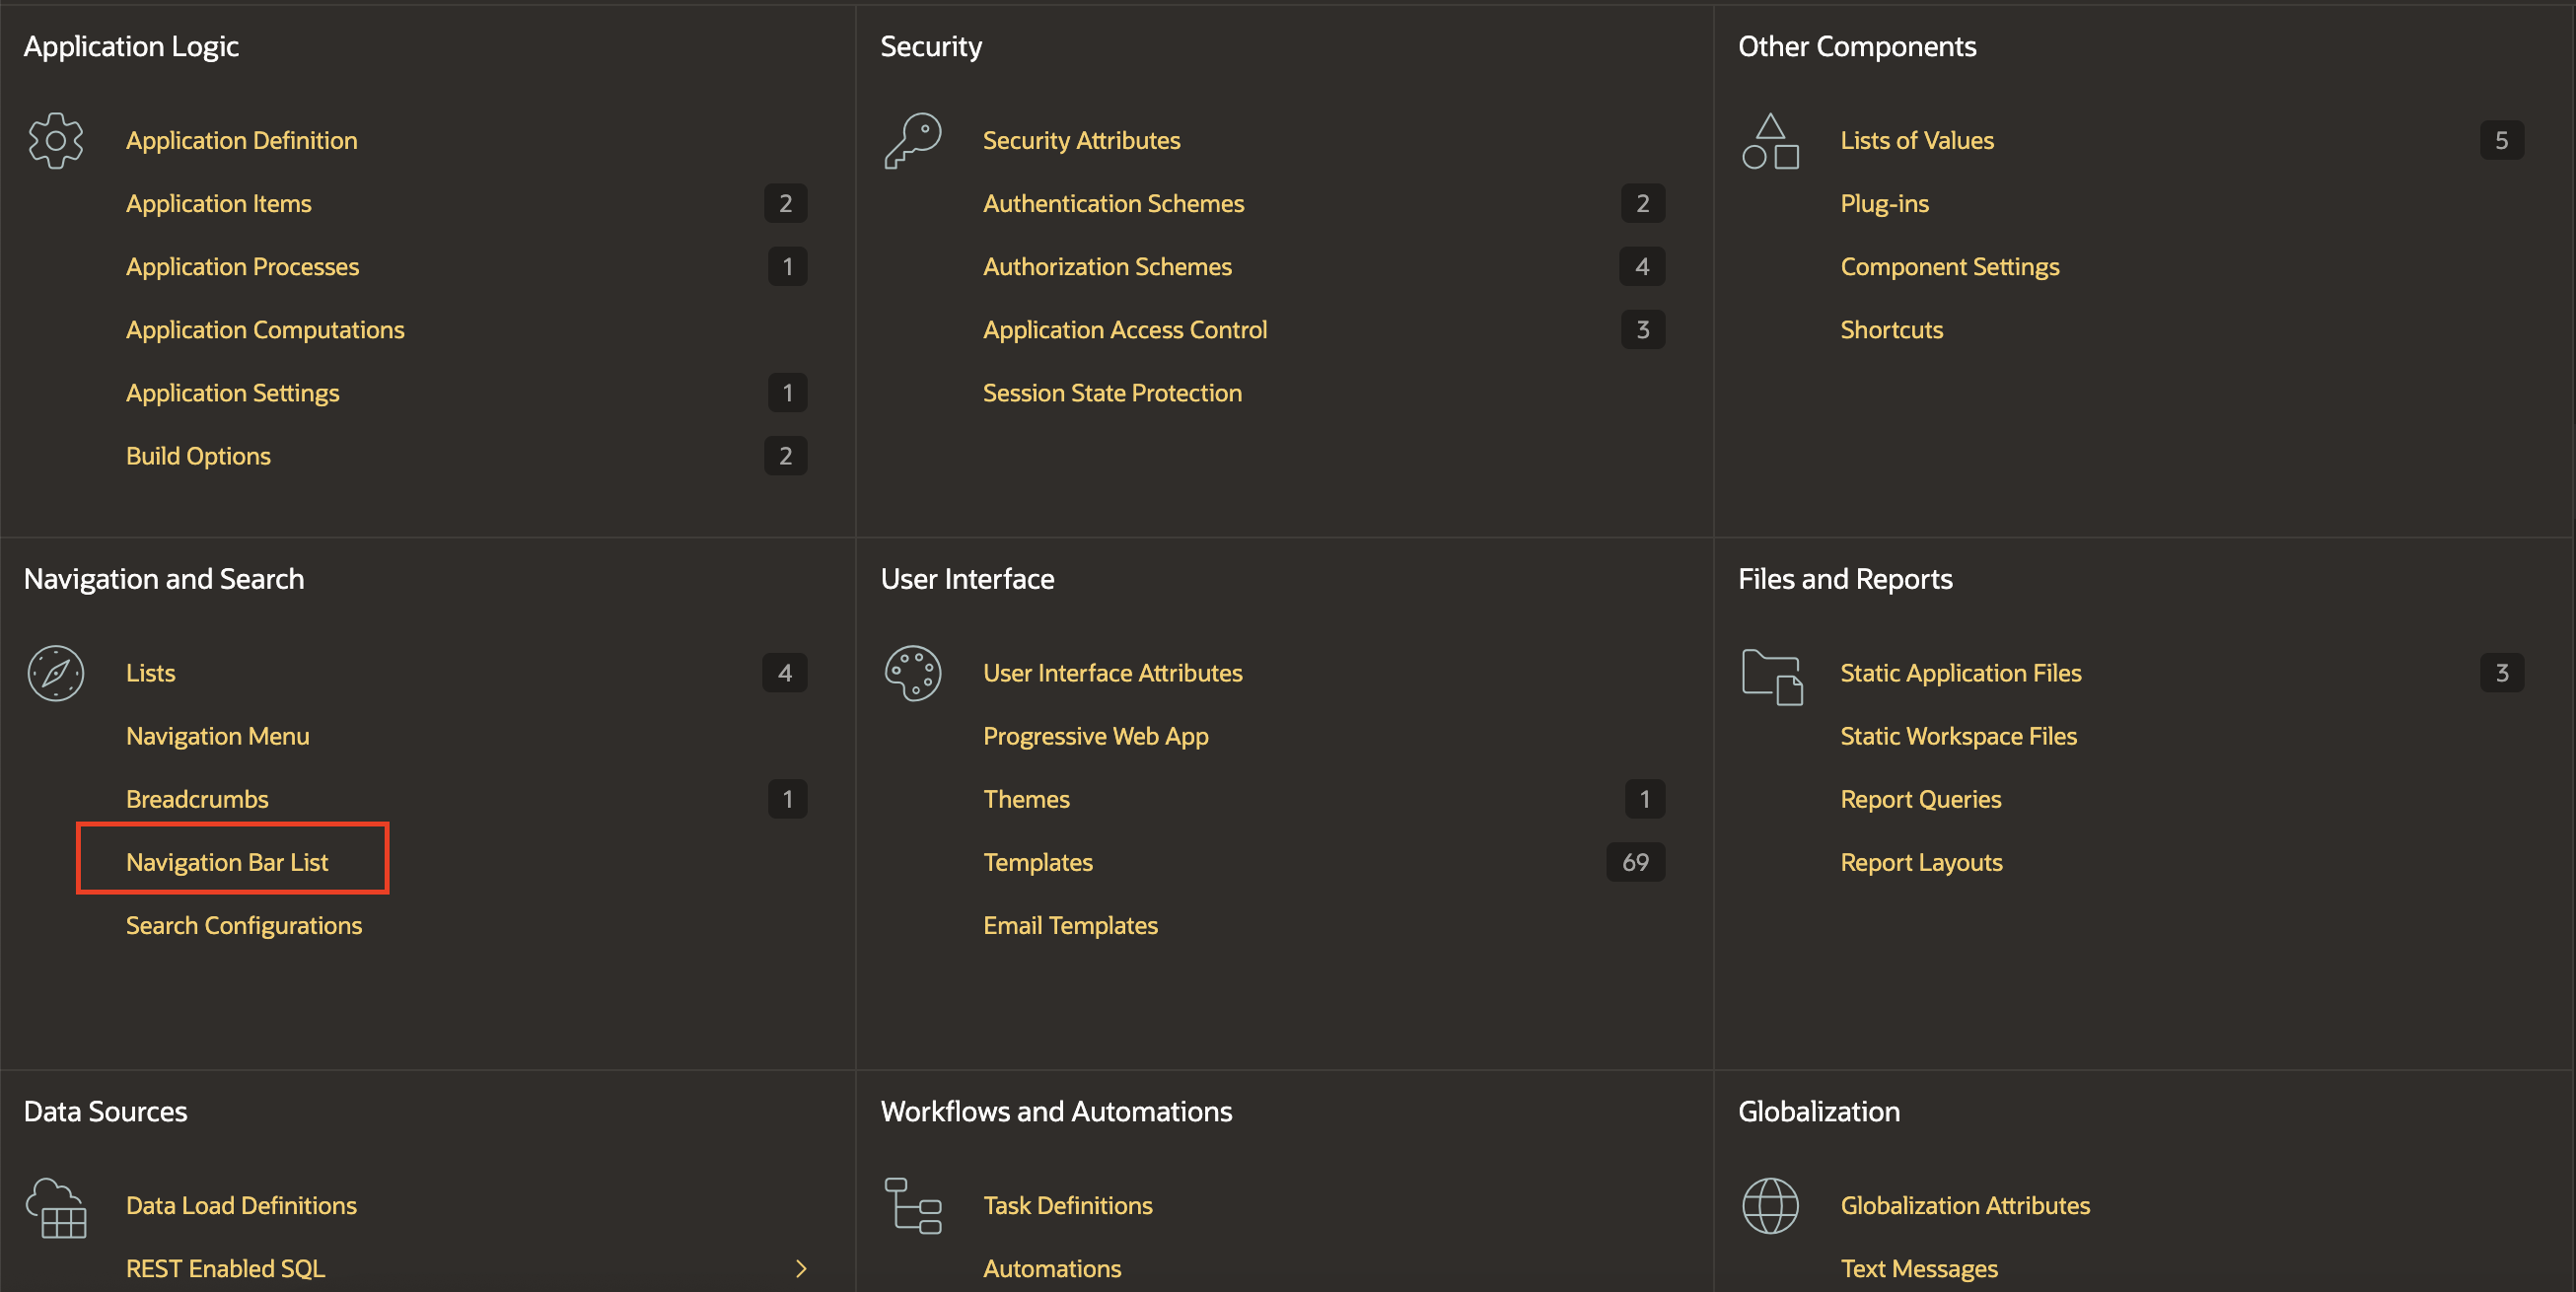 Application Logic
Application Definition
Application Items 2
Application Processes 1
Application Computations
Application Settings 1
Build Options 2
Security
Security Attributes
Authentication Schemes 2
Authorization Schemes 4
Application Access Control 3
Session State Protection
Other Components
Lists of Values 5
Plug-ins
Component Settings
Shortcuts
Navigation and Search
Lists 4
Navigation Menu
Breadcrumbs 1
Navigation Bar List
Search Configurations
User Interface
User Interface Attributes
Progressive Web App
Themes 1
Templates 69
Email Templates
Files and Reports
Static Application Files 3
Static Workspace Files
Report Queries
Report Layouts
Data Sources
Data Load Definitions
REST Enabled SQL
Workflows and Automations
Task Definitions
Automations
Globalization
Globalization Attributes
Text Messages